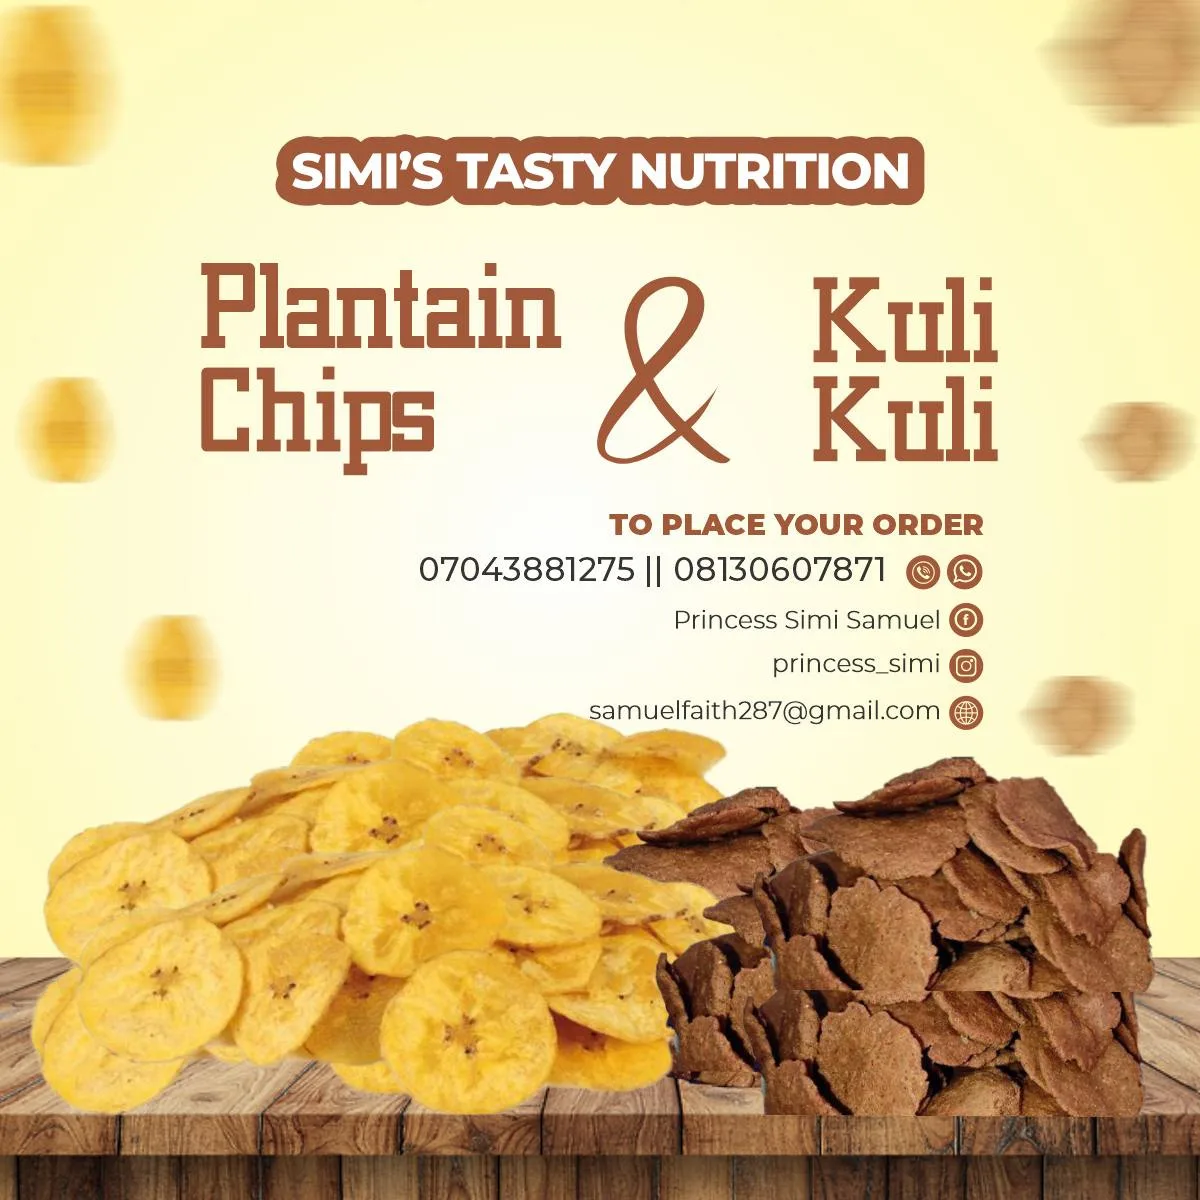 SIMI'S TASTY NUTRITION
Plantain
Chips
&
Kuli
Kuli
TO PLACE YOUR ORDER
07043881275 || 08130607871
Princess Simi Samuel
princess_simi
samuelfaith287@gmail.com